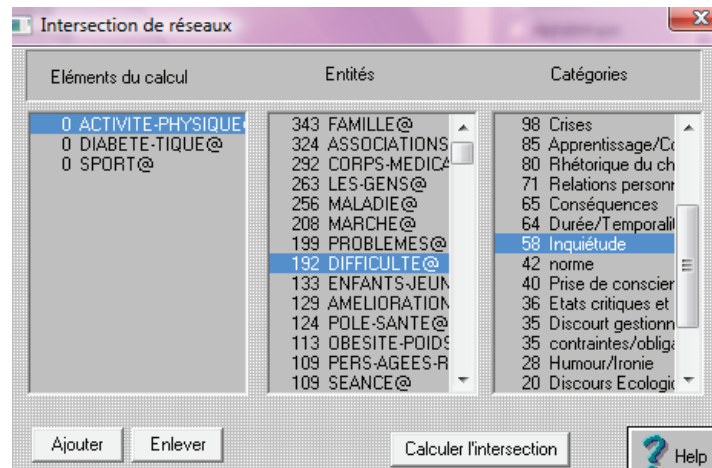 Intersection de réseaux
Eléments du calcul
Entités
Catégories
0 ACTIVITE-PHYSIQUE
0 DIABETE-TIQUE@
0 SPORT@
343 FAMILLE@
324 ASSOCIATIONS
292 CORPS-MEDICA
263 LES-GENS@
256 MALADIE@
208 MARCHE@
199 PROBLEMES@
192 DIFFICULTE@
133 ENFANTS-JEUN
129 AMELIORATION
124 POLE-SANTE@
113 OBESITE-POIDS
109 PERS-AGEES-R
109 SEANCE@
98 Crises
85 Apprentissage/Co
80 Rhétorique du ch
71 Relations personn
65 Conséquences
64 Durée/Temporalit
58 Inquiétude
42 norme
40 Prise de conscien
36 Etats critiques et
35 Discourt gestionn
35 contraintes/obliga
28 Humour/Ironie
20 Discours Ecologic
Ajouter
Enlever
Calculer l'intersection
Help